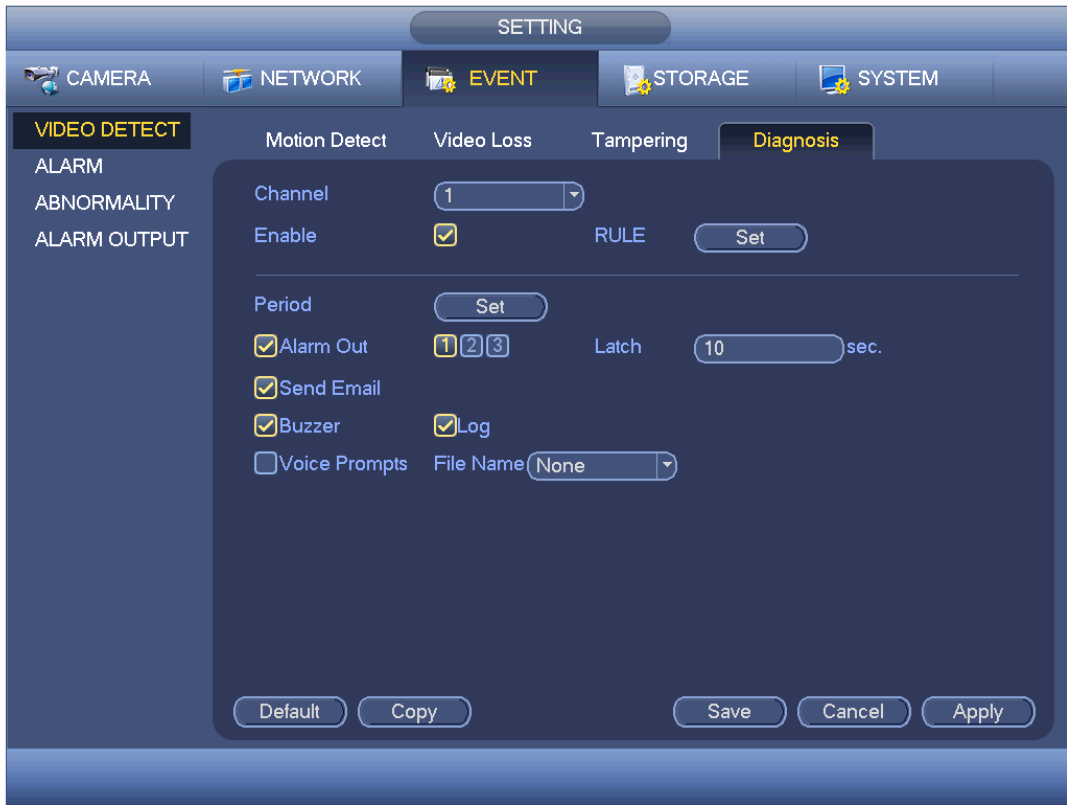 SETTING
CAMERA NETWORK EVENT STORAGE SYSTEM
VIDEO DETECT
ALARM
ABNORMALITY
ALARM OUTPUT
Motion Detect Video Loss Tampering Diagnosis
Channel 1
Enable RULE Set
Period Set
Alarm Out 1 2 3 Latch 10 sec.
Send Email
Buzzer Log
Voice Prompts File Name None
Default Copy Save Cancel Apply